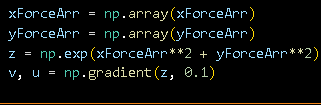 xForceArr = np.array(xForceArr)
yForceArr = np.array(yForceArr)
z = np.exp(xForceArr**2 + yForceArr**2)
v, u = np.gradient(z, 0.1)